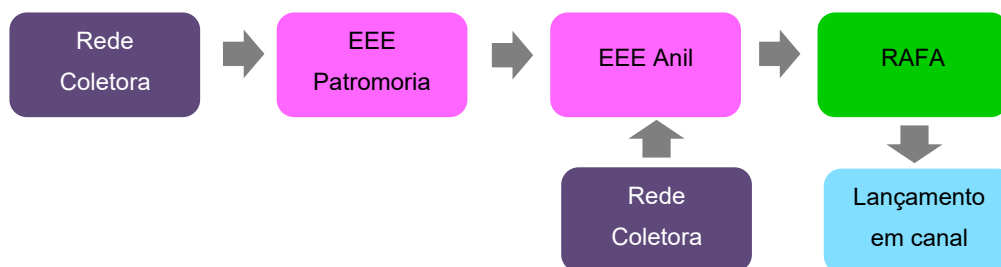 Rede
Coletora
EEE
Patromoria
EEE Anil
RAFA
Rede
Coletora
Lançamento
em canal